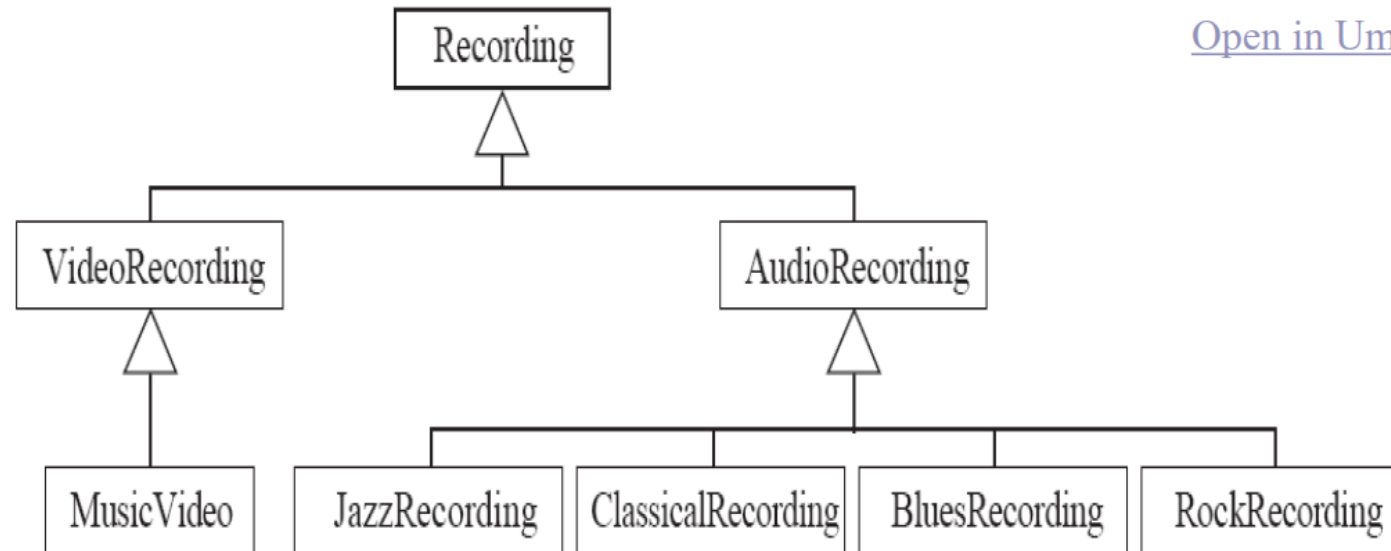 Recording
Open in Um
VideoRecording
AudioRecording
MusicVideo
JazzRecording
ClassicalRecording
BluesRecording
RockRecording